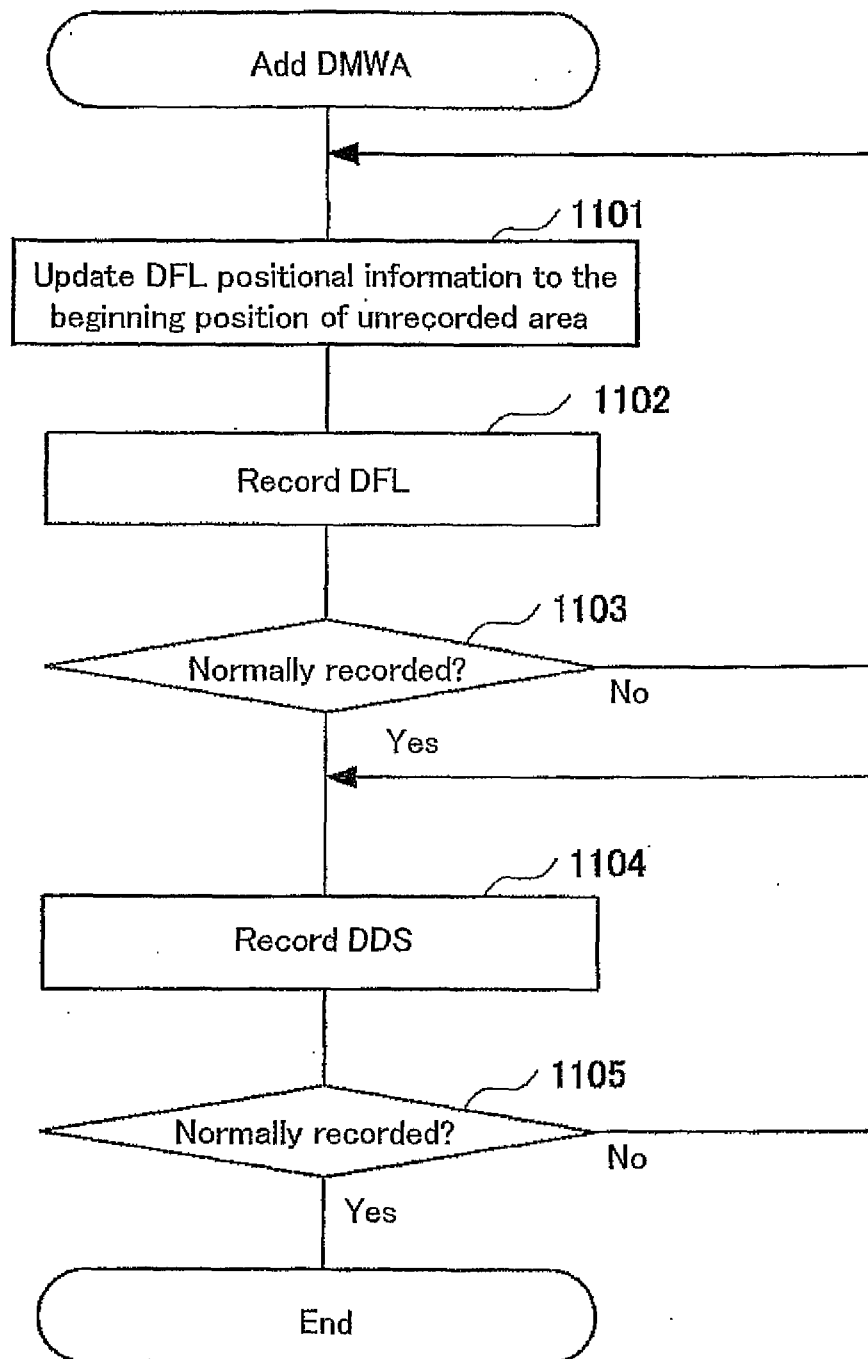 Add DMWA
1101
Update DFL positional information to the
beginning position of unrecorded area
1102
Record DFL
1103
Normally recorded?
No
Yes
1104
Record DDS
1105
Normally recorded?
No
Yes
End